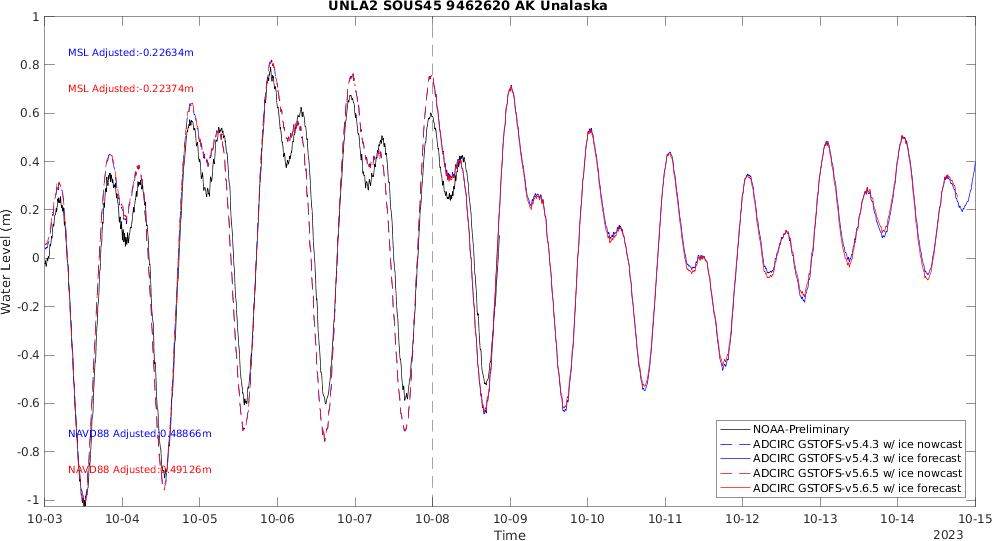 UNLA2 SOUS45 9462620 AK Unalaska
MSL Adjusted:-0.22634m
MSL Adjusted:-0.22374m
NAVD88 Adjusted:0.48866m
NAVD88 Adjusted:0.49126m
Water Level (m)
1
0.8
0.6
0.4
0.2
0
-0.2
-0.4
-0.6
-0.8
-1
NOAA-Preliminary
ADCIRC GSTOFS-v5.4.3 w/ ice nowcast
ADCIRC GSTOFS-v5.4.3 w/ ice forecast
ADCIRC GSTOFS-v5.6.5 w/ ice nowcast
ADCIRC GSTOFS-v5.6.5 w/ ice forecast
10-03 10-04 10-05 10-06 10-07 10-08 10-09 10-10 10-11 10-12 10-13 10-14 10-15
Time
2023